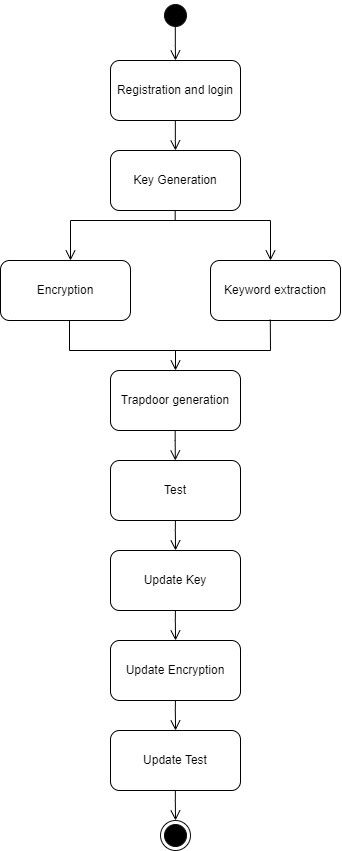 Registration and login
Key Generation
Encryption
Keyword extraction
Trapdoor generation
Test
Update Key
Update Encryption
Update Test